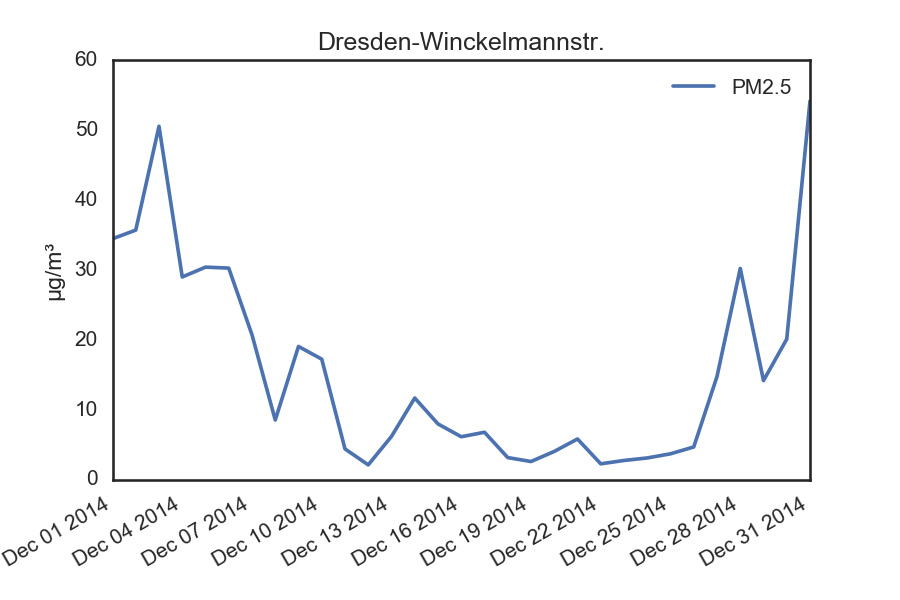 Dresden-Winckelmannstr.
60
50
40
30
20
10
0
µg/m³
PM2.5
Dec 01 2014
Dec 04 2014
Dec 07 2014
Dec 10 2014
Dec 13 2014
Dec 16 2014
Dec 19 2014
Dec 22 2014
Dec 25 2014
Dec 28 2014
Dec 31 2014